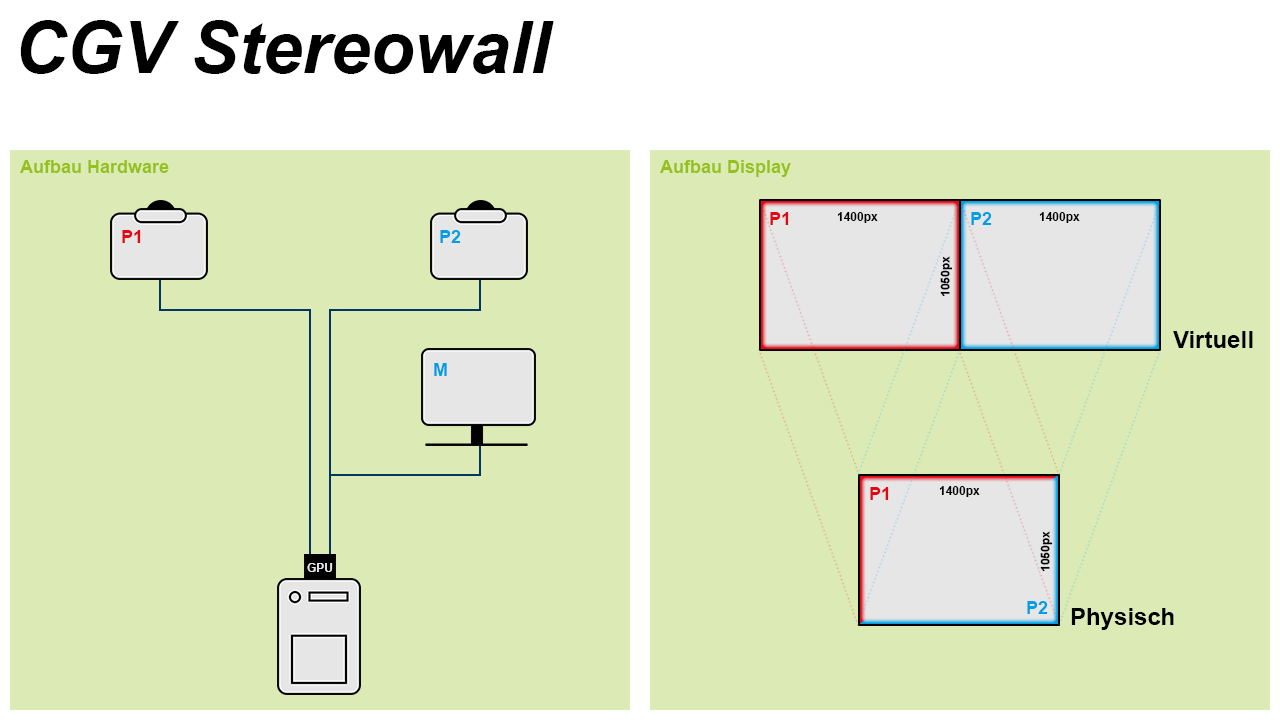 CGV Stereowall
Aufbau Hardware
P1
P2
M
GPU
Aufbau Display
P1
1400px
1050px
P2
1400px
Virtuell
P1
1400px
1050px
P2
Physisch